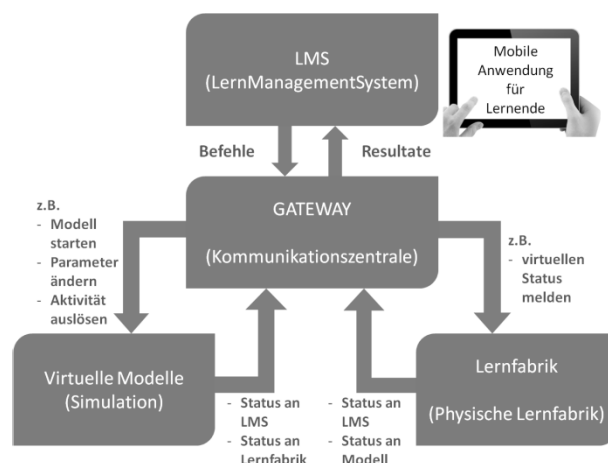 LMS
(LernManagementSystem)
Mobile
Anwendung
für
Lernende
Befehle
Resultate
GATEWAY
(Kommunikationszentrale)
z.B.
- Modell
starten
- Parameter
ändern
- Aktivität
auslösen
z.B.
- virtuellen
Status
melden
Virtuelle Modelle
(Simulation)
- Status an
LMS
- Status an
Lernfabrik
- Status an
LMS
- Status an
Modell
Lernfabrik
(Physische Lernfabrik)